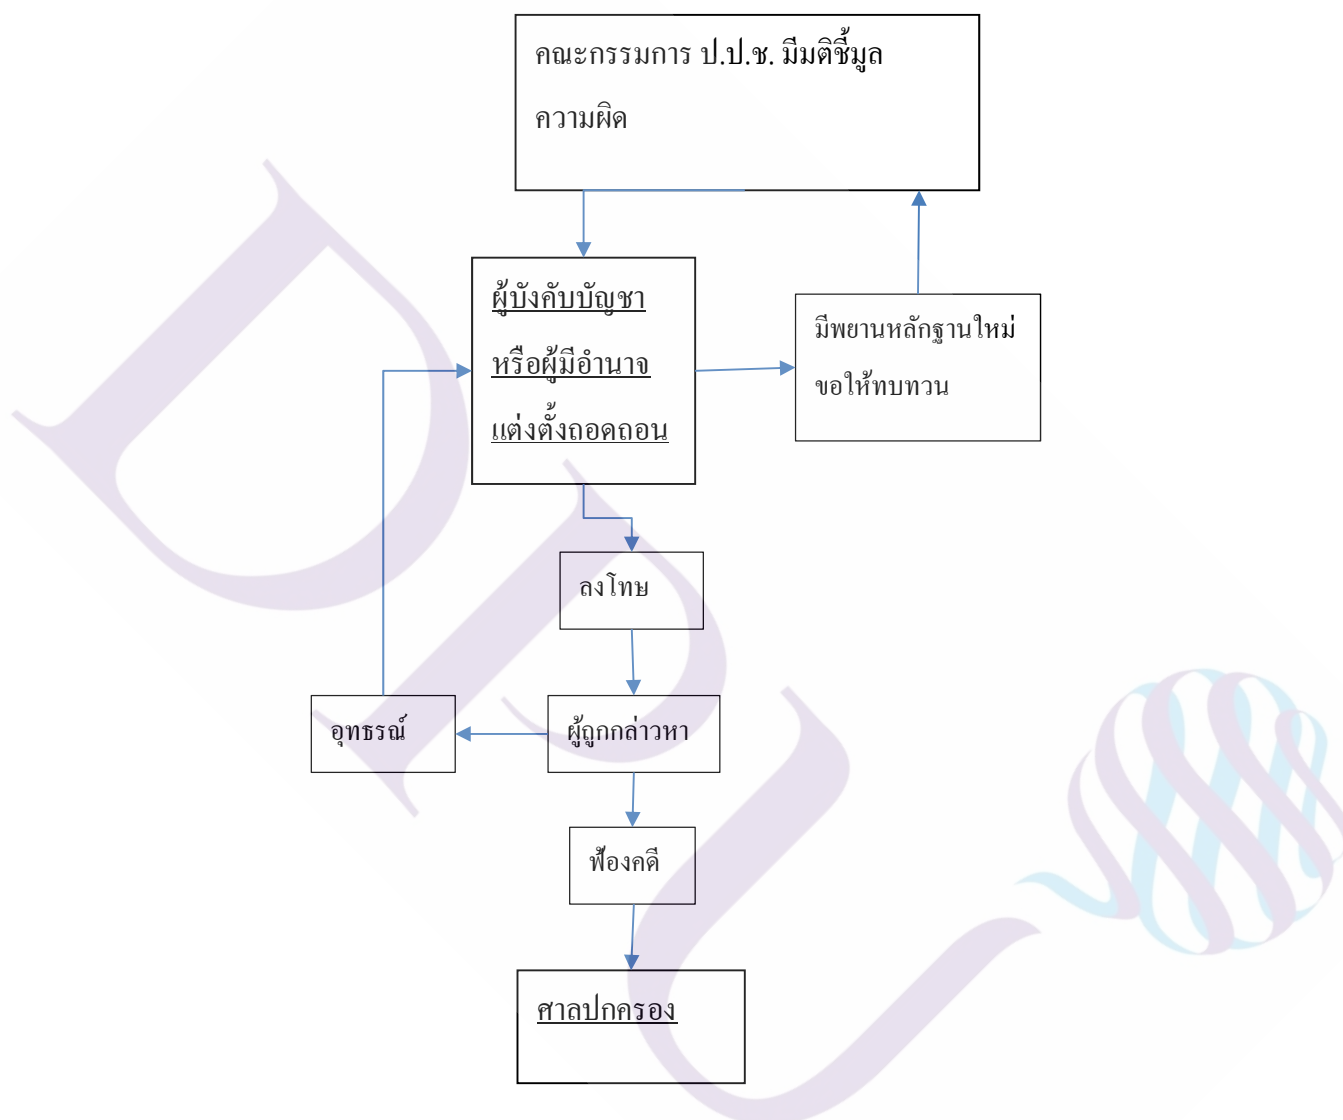 คณะกรรมการ ป.ป.ช. มีมติชี้มูล
ความผิด
ผู้บังคับบัญชา
หรือผู้มีอำนาจ
แต่งตั้งถอดถอน
มีพยานหลักฐานใหม่
ขอให้ทบทวน
ลงโทษ
อุทธรณ์
ผู้ถูกกล่าวหา
ฟ้องคดี
ศาลปกครอง
DPU